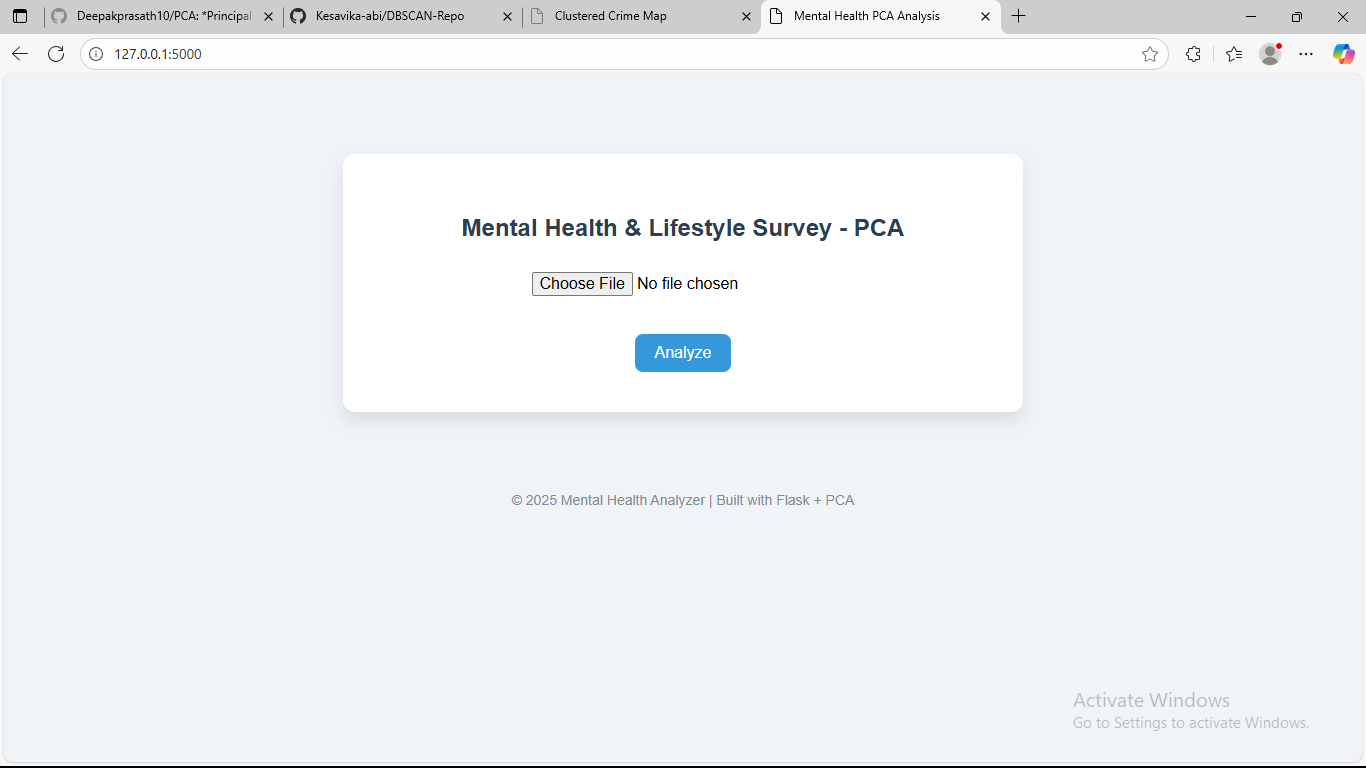 Deepakprasath10/PCA: *Principal
Kesavika-abi/DBSCAN-Repo
Clustered Crime Map
Mental Health PCA Analysis
127.0.0.1:5000
Mental Health & Lifestyle Survey - PCA
Choose File No file chosen
Analyze
© 2025 Mental Health Analyzer | Built with Flask + PCA
Activate Windows
Go to Settings to activate Windows.